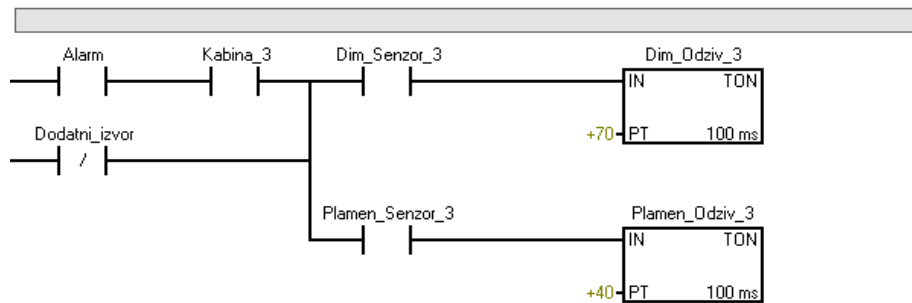 Alarm Kabina_3 Dim_Senzor_3 Dim_Odziv_3
IN TON
+70 PT 100 ms
Dodatni_izvor
/
Plamen_Senzor_3 Plamen_Odziv_3
IN TON
+40 PT 100 ms